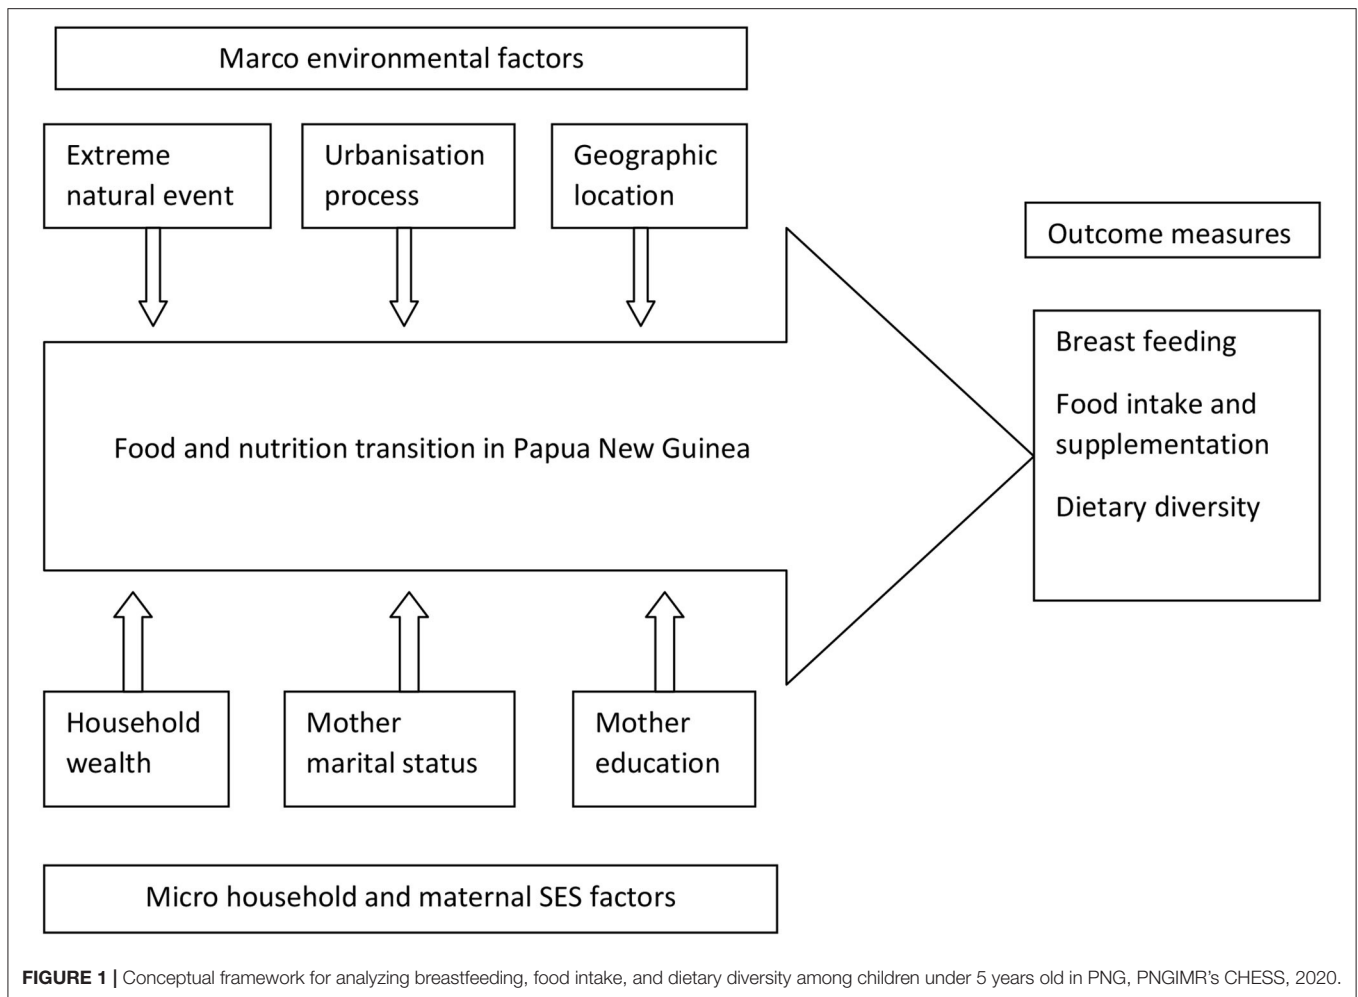 Marco environmental factors
Extreme
natural event
Urbanisation
process
Geographic
location
Outcome measures
Breast feeding
Food intake and
supplementation
Dietary diversity
Food and nutrition transition in Papua New Guinea
Household
wealth
Mother
marital status
Mother
education
Micro household and maternal SES factors
FIGURE 1 | Conceptual framework for analyzing breastfeeding, food intake, and dietary diversity among children under 5 years old in PNG, PNGIMR's CHESS, 2020.